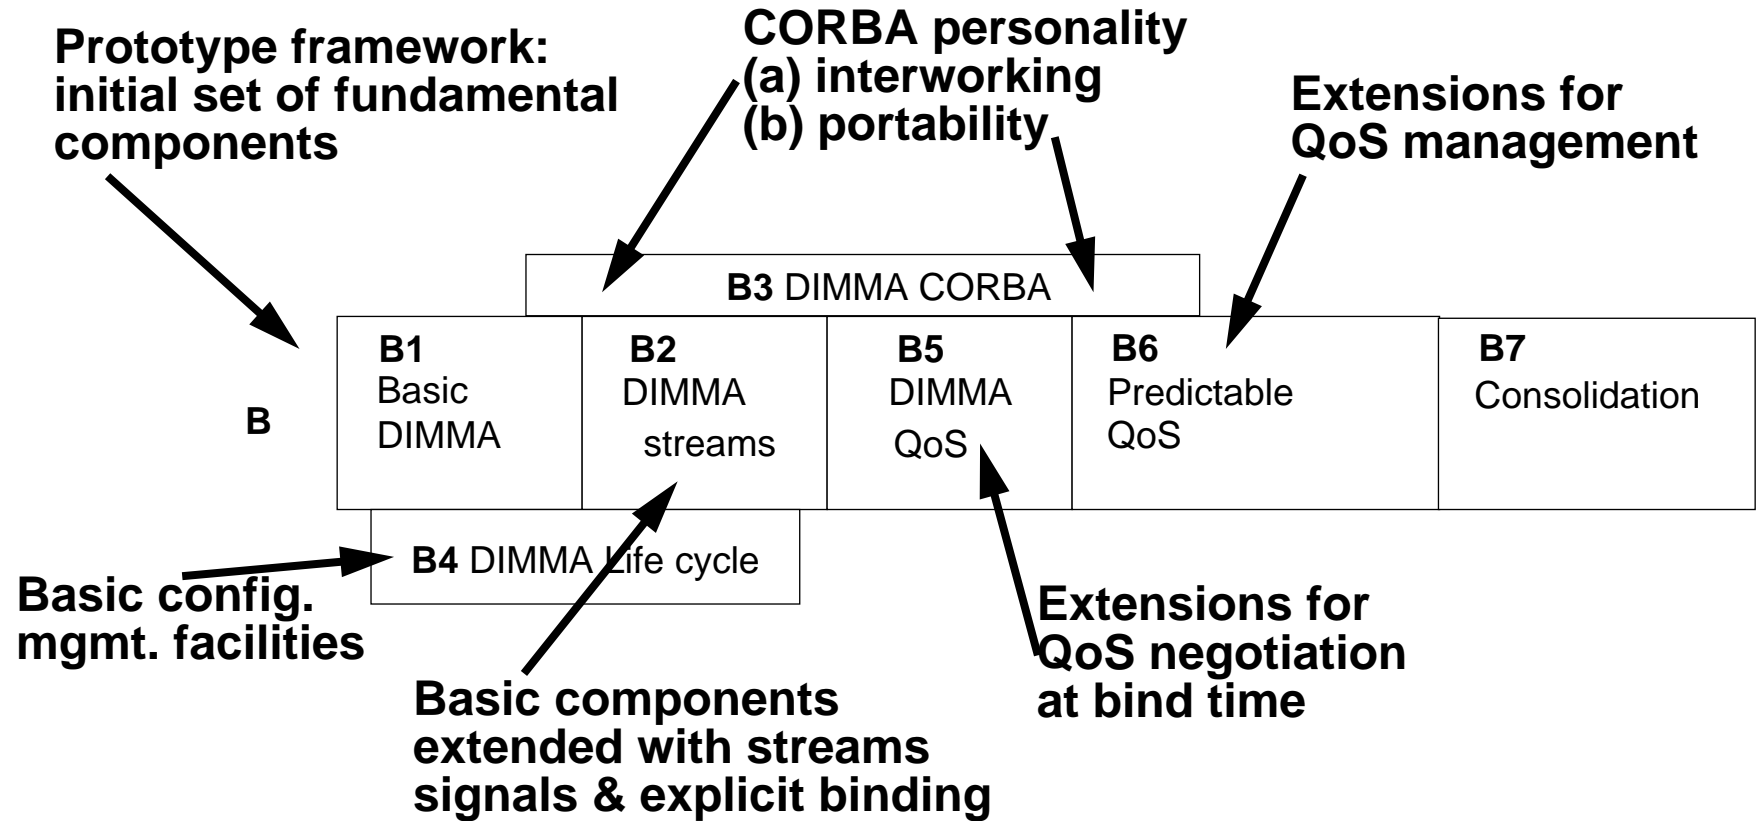 Prototype framework:
initial set of fundamental
components
CORBA personality
(a) interworking
(b) portability
Extensions for
QoS management
B3 DIMMA CORBA
B
B1
Basic
DIMMA
B2
DIMMA
streams
B5
DIMMA
QoS
B6
Predictable
QoS
B7
Consolidation
B4 DIMMA Life cycle
Basic config.
mgmt. facilities
Basic components
extended with streams
signals & explicit binding
Extensions for
QoS negotiation
at bind time